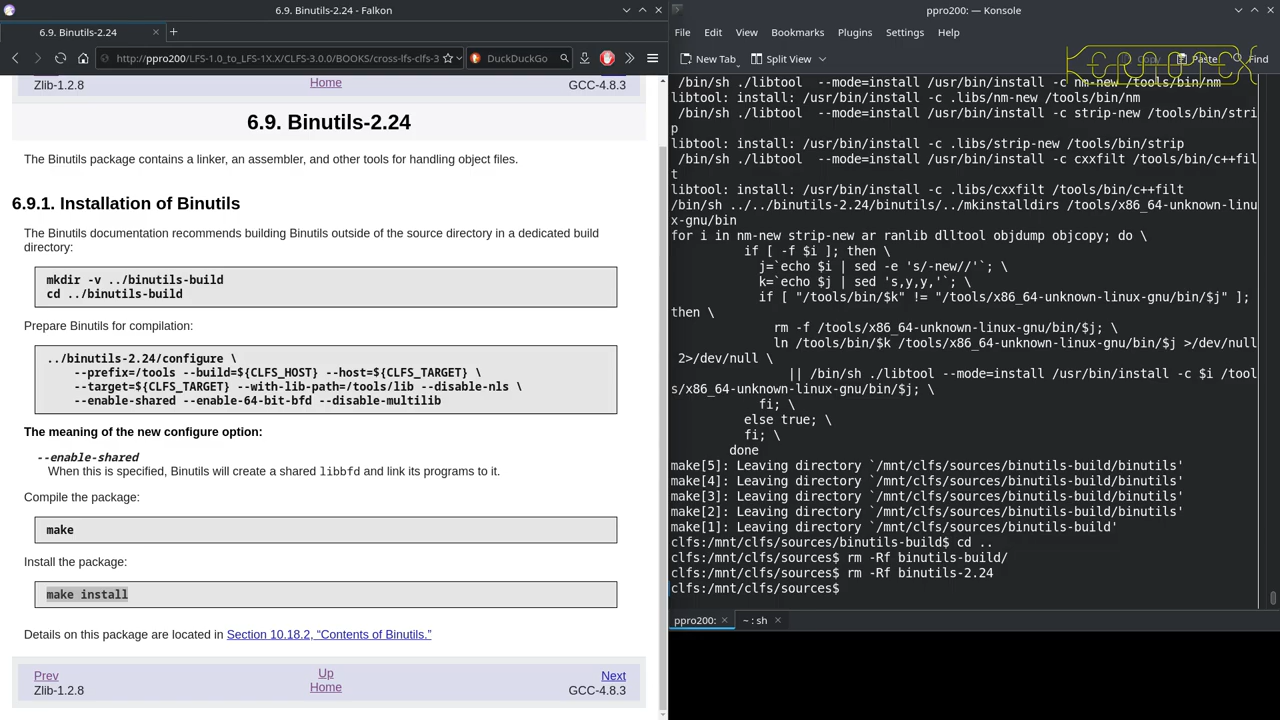 6.9. Binutils-2.24 - Falkon
6.9. Binutils-2.24
http://ppro200/LFS-1.0_to_LFS-1X.X/CLFS-3.0.0/BOOKS/cross-lfs-clfs-3
DuckDuckGo
Zlib-1.2.8
Home
GCC-4.8.3
6.9. Binutils-2.24
The Binutils package contains a linker, an assembler, and other tools for handling object files.
6.9.1. Installation of Binutils
The Binutils documentation recommends building Binutils outside of the source directory in a dedicated build
directory:
mkdir -v ../binutils-build
cd ../binutils-build
Prepare Binutils for compilation:
../binutils-2.24/configure \
--prefix=/tools --build=${CLFS_HOST} --host=${CLFS_TARGET} \
--target=${CLFS_TARGET} --with-lib-path=/tools/lib --disable-nls \
--enable-shared --enable-64-bit-bfd --disable-multilib
The meaning of the new configure option:
--enable-shared
When this is specified, Binutils will create a shared libbfd and link its programs to it.
Compile the package:
make
Install the package:
make install
Details on this package are located in Section 10.18.2, “Contents of Binutils.”
Prev
Up
Next
Zlib-1.2.8
Home
GCC-4.8.3
ppro200: — Konsole
File Edit View Bookmarks Plugins Settings Help
New Tab Split View Copy Paste Find
/bin/sh ./libtool  --mode=install /usr/bin/install -c nm-new /tools/bin/nm
libtool: install: /usr/bin/install -c .libs/nm-new /tools/bin/nm
/bin/sh ./libtool  --mode=install /usr/bin/install -c strip-new /tools/bin/stri
p
libtool: install: /usr/bin/install -c .libs/strip-new /tools/bin/strip
/bin/sh ./libtool  --mode=install /usr/bin/install -c cxxfilt /tools/bin/c++fil
t
libtool: install: /usr/bin/install -c .libs/cxxfilt /tools/bin/c++filt
/bin/sh ../../binutils-2.24/binutils/../mkinstalldirs /tools/x86_64-unknown-linu
x-gnu/bin
for i in nm-new strip-new ar ranlib dlltool objdump objcopy; do \
if [ -f $i ]; then \
j=`echo $i | sed -e 's/-new//'`; \
k=`echo $j | sed 's,y,y,'`; \
if [ "/tools/bin/$k" != "/tools/x86_64-unknown-linux-gnu/bin/$j" ];
then \
rm -f /tools/x86_64-unknown-linux-gnu/bin/$j; \
ln /tools/bin/$k /tools/x86_64-unknown-linux-gnu/bin/$j >/dev/null
2>/dev/null \
|| /bin/sh ./libtool --mode=install /usr/bin/install -c $i /tool
s/x86_64-unknown-linux-gnu/bin/$j; \
fi; \
else true; \
fi; \
done
make[5]: Leaving directory `/mnt/clfs/sources/binutils-build/binutils'
make[4]: Leaving directory `/mnt/clfs/sources/binutils-build/binutils'
make[3]: Leaving directory `/mnt/clfs/sources/binutils-build/binutils'
make[2]: Leaving directory `/mnt/clfs/sources/binutils-build/binutils'
make[1]: Leaving directory `/mnt/clfs/sources/binutils-build'
clfs:/mnt/clfs/sources/binutils-build$ cd ..
clfs:/mnt/clfs/sources$ rm -Rf binutils-build/
clfs:/mnt/clfs/sources$ rm -Rf binutils-2.24
clfs:/mnt/clfs/sources$
ppro200:
~ : sh